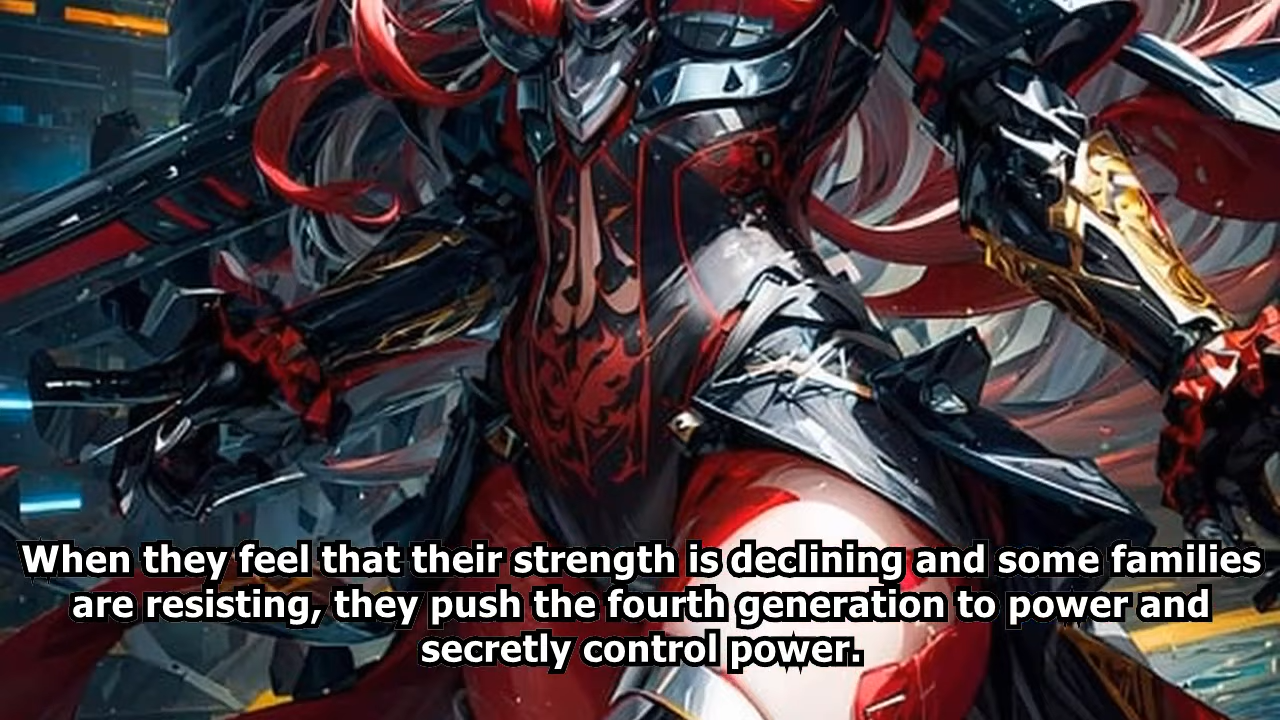 When they feel that their strength is declining and some families
are resisting, they push the fourth generation to power and
secretly control power.